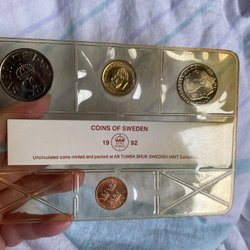 COINS OF SWEDEN
19 92
Uncirculated coins minted and packed at AB TUMBA BRUK SWEDISH MINT